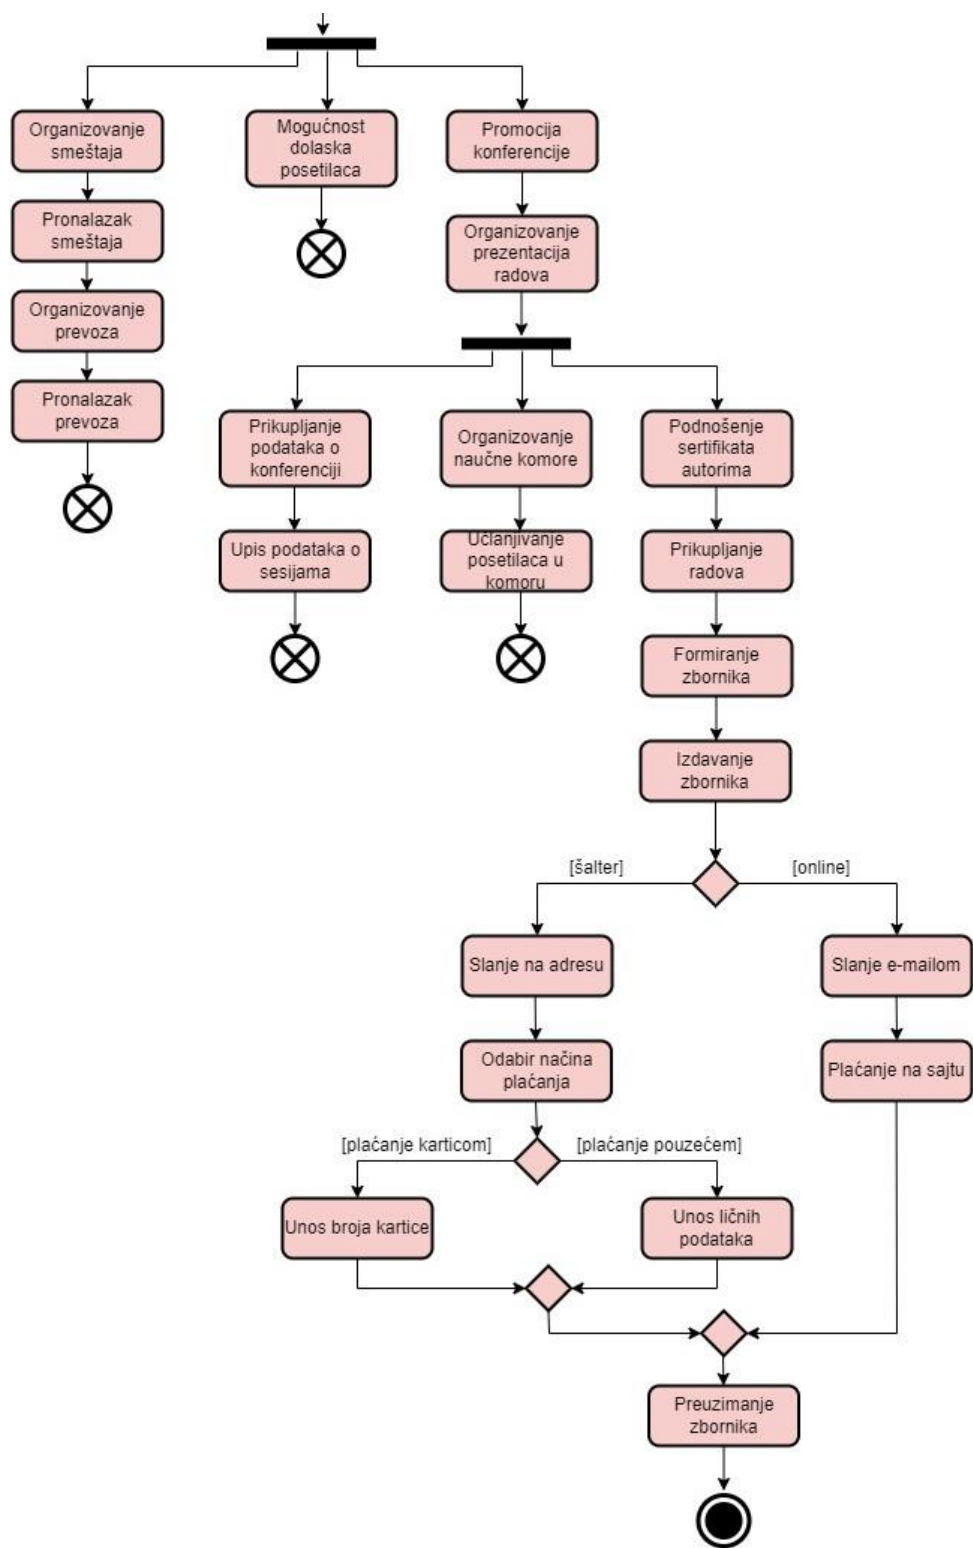 Organizovanje
smeštaja
Mogućnost
dolaska
posetilaca
Promocija
konferencije
Pronalazak
smeštaja
Organizovanje
prezentacija
radova
Organizovanje
prevoza
Pronalazak
prevoza
Prikupljanje
podataka o
konferenciji
Organizovanje
naučne komore
Podnošenje
sertifikata
autorima
Upis podataka o
sesijama
Učlanjivanje
posetilaca u
komoru
Prikupljanje
radova
Formiranje
zbornika
Izdavanje
zbornika
[šalter]
[online]
Slanje na adresu
Slanje e-mailom
Odabir načina
plaćanja
Plaćanje na sajtu
[plaćanje karticom]
[plaćanje pouzećem]
Unos broja kartice
Unos ličnih
podataka
Preuzimanje
zbornika